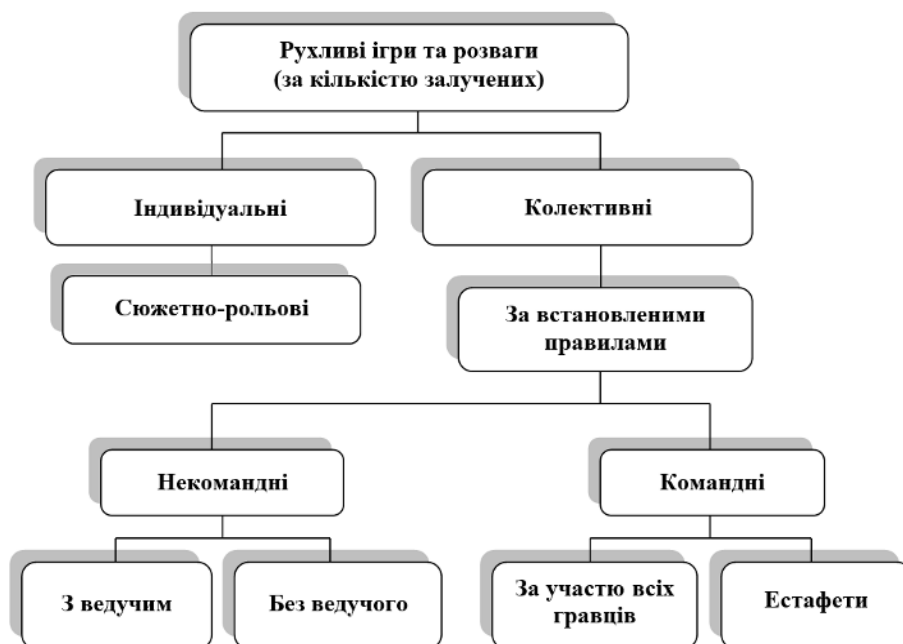 Рухливі ігри та розваги
(за кількістю залучених)
Індивідуальні
Колективні
Сюжетно-рольові
За встановленими
правилами
Некомандні
Командні
З ведучим
Без ведучого
За участю всіх
гравців
Естафети